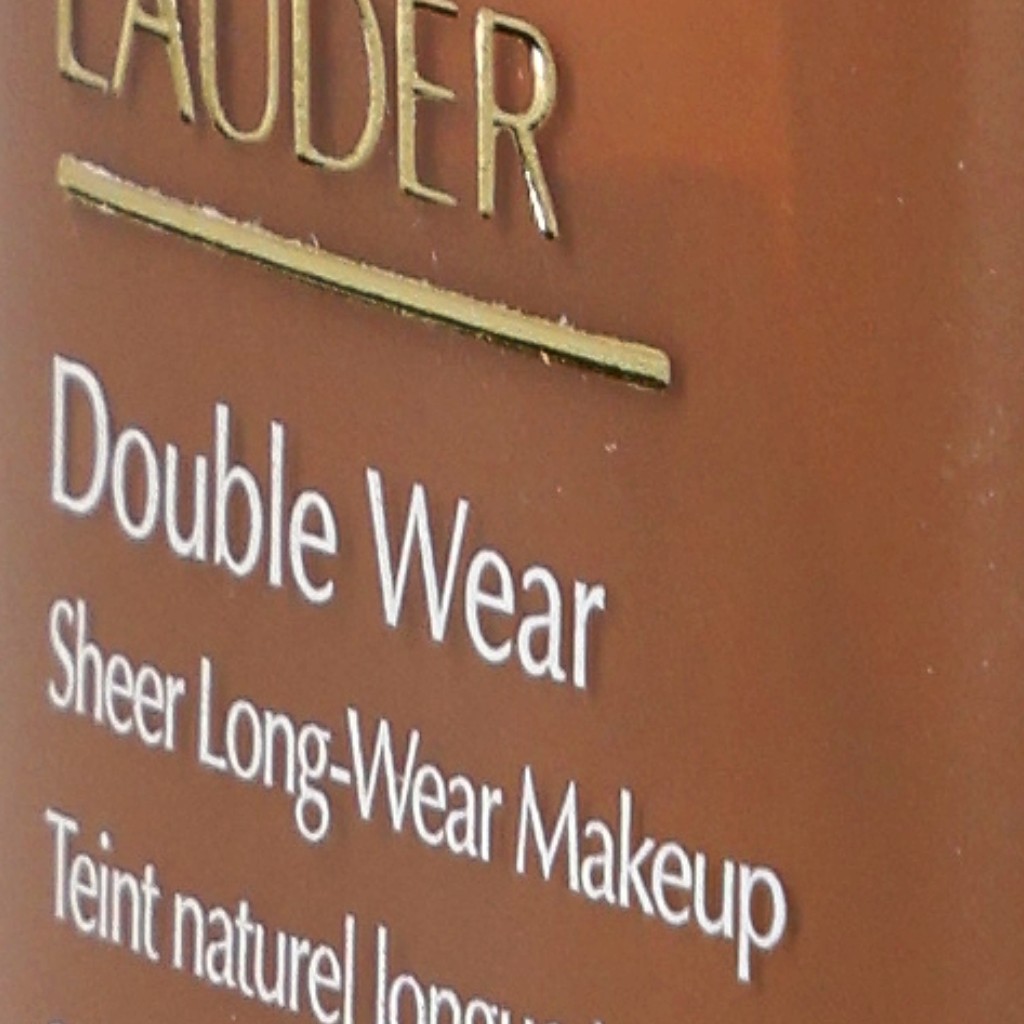 LAUDER
Double Wear
Sheer Long-Wear Makeup
Teint naturel